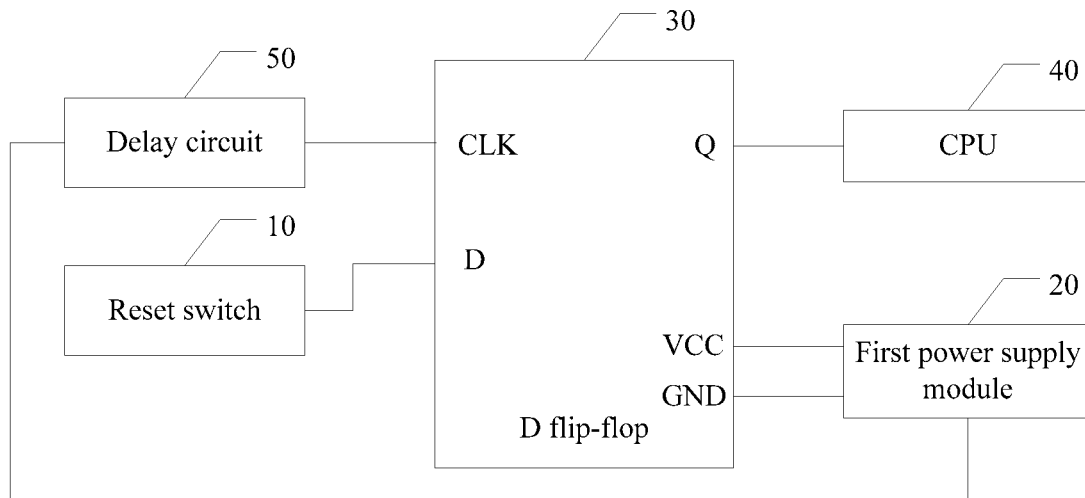 30
50
40
Delay circuit
CLK
Q
CPU
10
D
Reset switch
20
VCC
First power supply
module
GND
D flip-flop